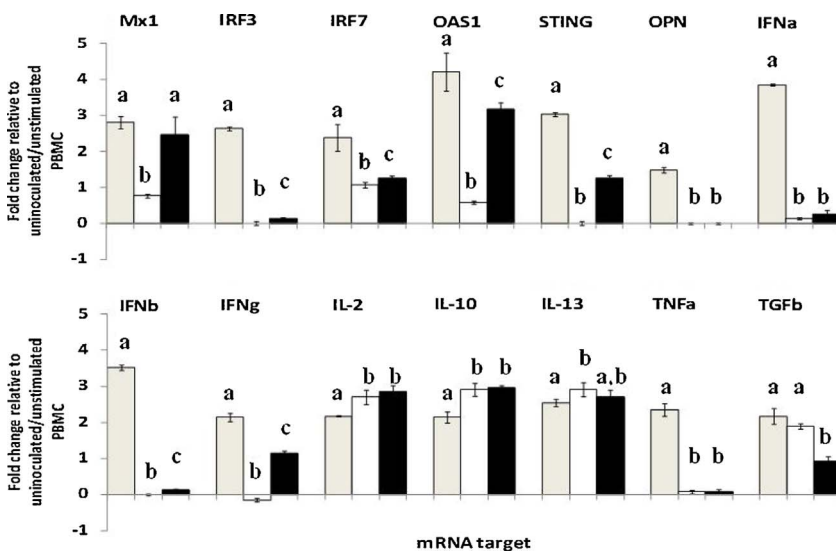 Mx1 IRF3 IRF7 OAS1 STING OPN IFNa
Fold change relative to
uninoculated/unstimulated
PBMC
5
4
3
2
1
0
-1
a b a
a b c
a b c
a b c
a b c
a b b
a b b
IFNb IFNg IL-2 IL-10 IL-13 TNFa TGFb
Fold change relative to
uninoculated/unstimulated
PBMC
5
4
3
2
1
0
-1
a b c
a b c
a b b
a b b
a b a,b
a b b
a a b
mRNA target